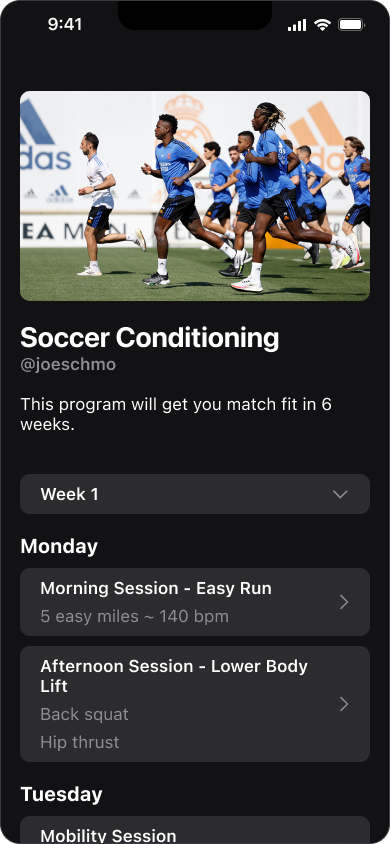 9:41
das
adidas
das
EA M
Soccer Conditioning
@joeschmo
This program will get you match fit in 6
weeks.
Week 1
Monday
Morning Session - Easy Run
5 easy miles ~ 140 bpm
Afternoon Session - Lower Body
Lift
Back squat
Hip thrust
Tuesday
Mobility Session